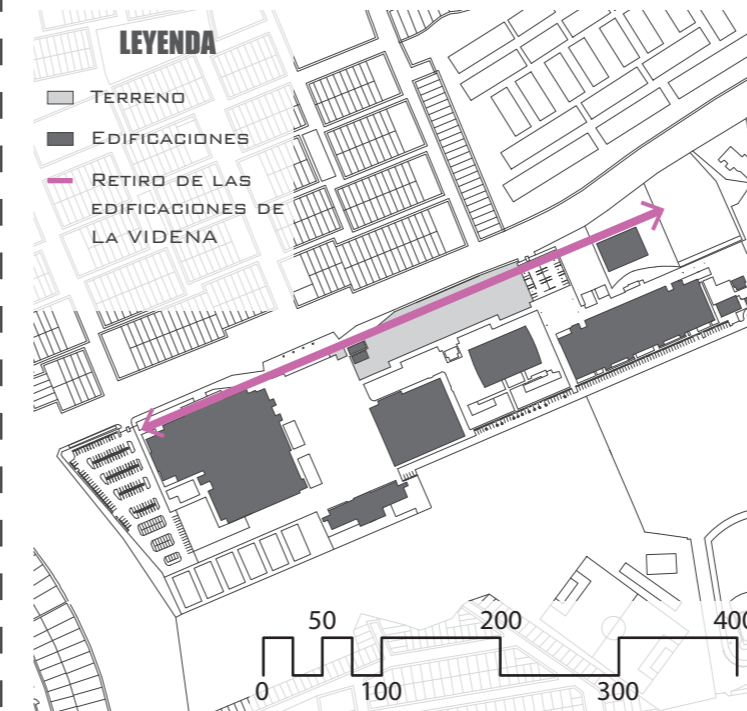 LEYENDA
TERRENO
EDIFICACIONES
RETIRO DE LAS
EDIFICACIONES DE
LA VIDENA
50 200 400
0 100 300